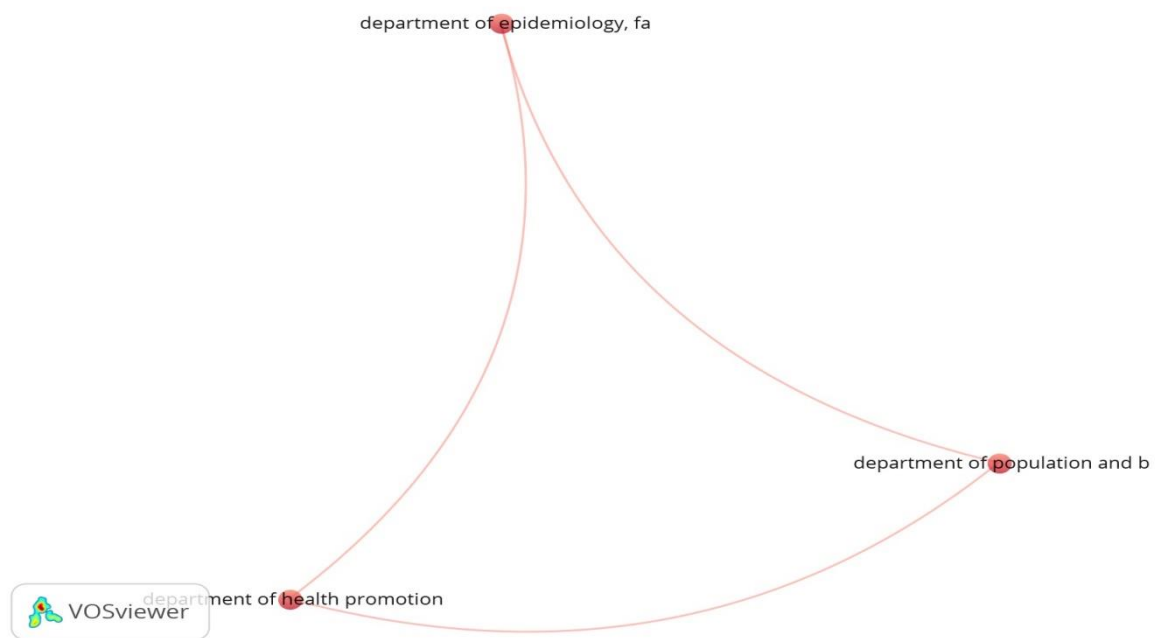 department of epidemiology, fa
department of population and b
department of health promotion
VOSviewer